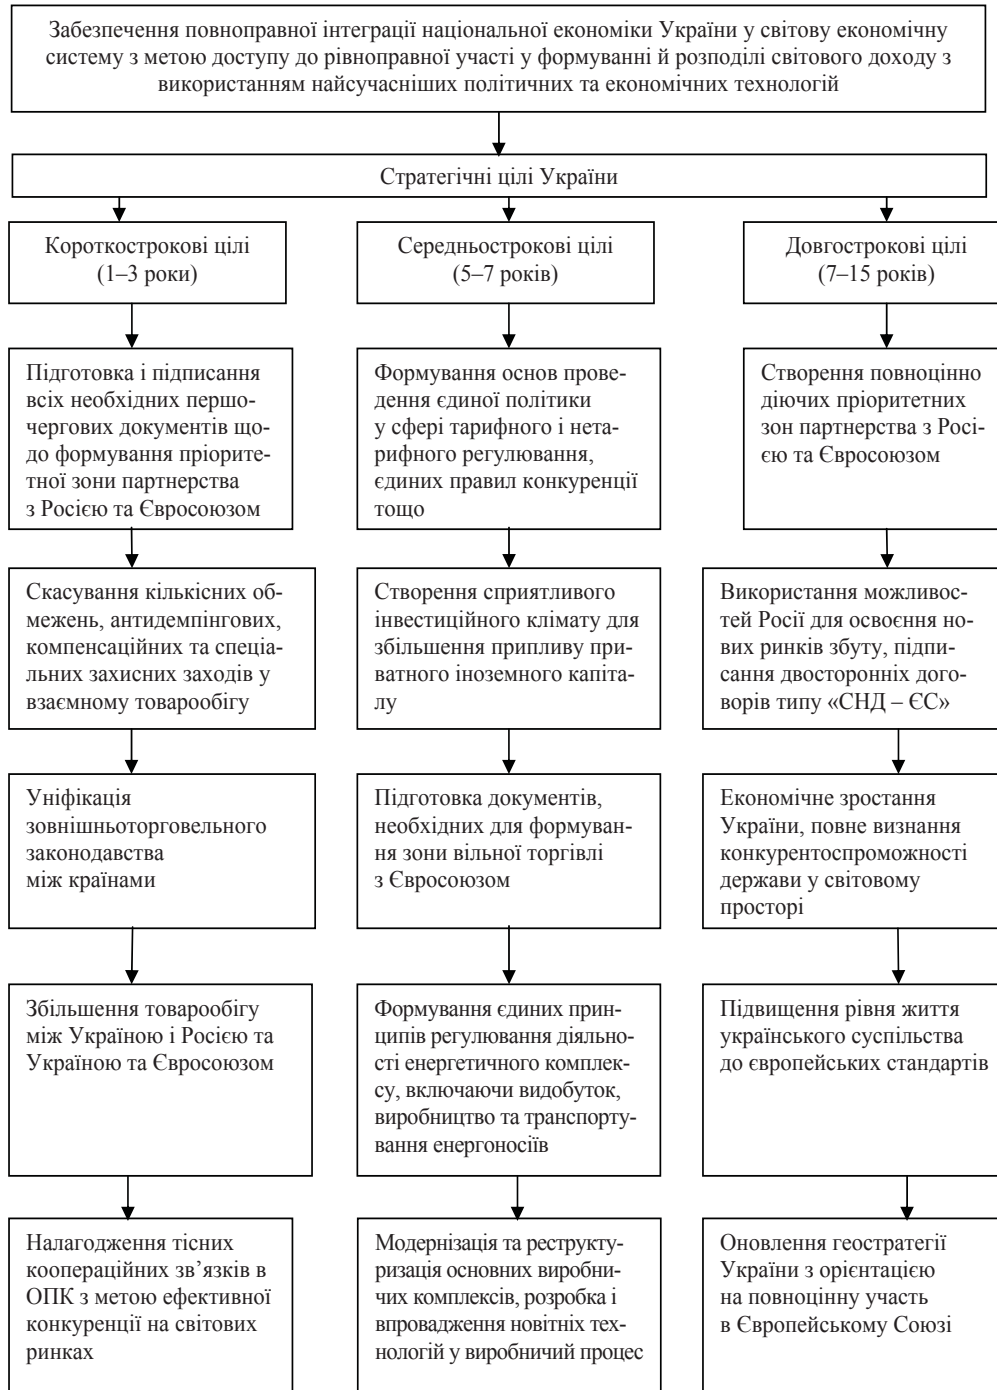 Забезпечення повноправної інтеграції національної економіки України у світову економічну
систему з метою доступу до рівноправної участі у формуванні й розподілі світового доходу з
використанням найсучасніших політичних та економічних технологій
Стратегічні цілі України
Короткострокові цілі
(1–3 роки)
Середньострокові цілі
(5–7 років)
Довгострокові цілі
(7–15 років)
Підготовка і підписання
всіх необхідних першо-
чергових документів що-
до формування пріорите-
тної зони партнерства
з Росією та Євросоюзом
Формування основ прове-
дення єдиної політики
у сфері тарифного і нета-
рифного регулювання,
єдиних правил конкуренції
тощо
Створення повноцінно
діючих пріоритетних
зон партнерства з Росі-
єю та Євросоюзом
Скасування кількісних об-
межень, антидемпінгових,
компенсаційних та спеціа-
льних захисних заходів у
взаємному товарообігу
Створення сприятливого
інвестиційного клімату для
збільшення припливу при-
ватного іноземного капіта-
лу
Використання можливос-
тей Росії для освоєння но-
вих ринків збуту, підпи-
сання двосторонніх дого-
ворів типу «СНД – ЄС»
Уніфікація
зовнішньоторговельного
законодавства
між країнами
Підготовка документів,
необхідних для формуван-
ня зони вільної торгівлі
з Євросоюзом
Економічне зростання
України, повне визнання
конкурентоспроможності
держави у світовому
просторі
Збільшення товарообігу
між Україною і Росією та
Україною та Євросоюзом
Формування єдиних прин-
ципів регулювання діяльно-
сті енергетичного комплек-
су, включаючи видобуток,
виробництво та транспорту-
вання енергоносіїв
Підвищення рівня життя
українського суспільства
до європейських стандартів
Налагодження тісних
коопераційних зв’язків в
ОПК з метою ефективної
конкуренції на світових
ринках
Модернізація та реструкту-
ризація основних виробни-
чих комплексів, розробка і
впровадження новітніх тех-
нологій у виробничий процес
Оновлення геостратегії
України з орієнтацією
на повноцінну участь
в Європейському Союзі